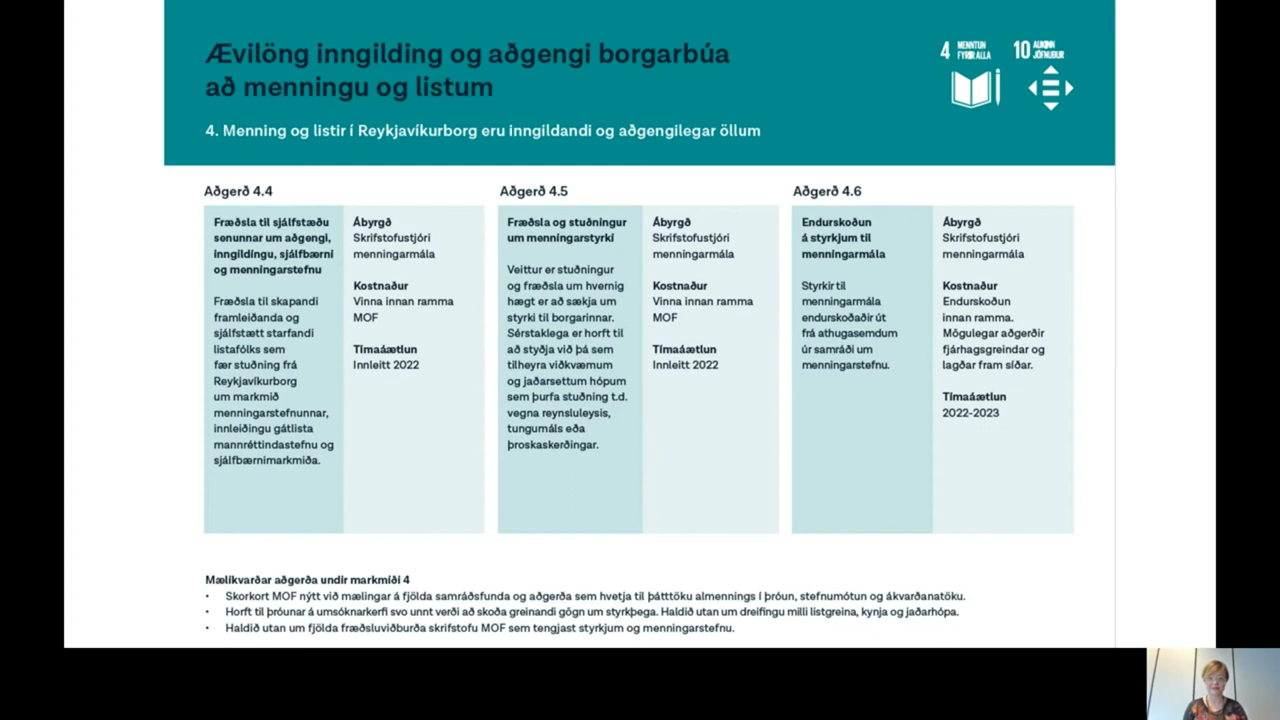 Ævilöng inngilding og aðgengi borgarbúa
að menningu og listum
4. Menning og listir í Reykjavíkurborg eru inngildandi og aðgengilegar öllum
4 MENNTUN
FYRIR ALLA
10 AUKINN
JÖFNUÐUR
Aðgerð 4.4
Fræðsla til sjálfstæðu
senunnar um aðgengi,
inngildingu, sjálfbærni
og menningarstefnu
Fræðsla til skapandi
framleiðanda og
sjálfstætt starfandi
listafólks sem
fær stuðning frá
Reykjavíkurborg
um markmið
menningarstefnunnar,
innleiðingu gátlista
mannréttindastefnu og
sjálfbærnimarkmiða.
Ábyrgð
Skrifstofustjóri
menningarmála
Kostnaður
Vinna innan ramma
MOF
Tímaáætlun
Innleitt 2022
Aðgerð 4.5
Fræðsla og stuðningur
um menningarstyrki
Veittur er stuðningur
og fræðsla um hvernig
hægt er að sækja um
styrki til borgarinnar.
Sérstaklega er horft til
að styðja við þá sem
tilheyra viðkvæmum
og jaðarsettum hópum
sem þurfa stuðning t.d.
vegna reynsluleysis,
tungumáls eða
þroskaskerðingar.
Ábyrgð
Skrifstofustjóri
menningarmála
Kostnaður
Vinna innan ramma
MOF
Tímaáætlun
Innleitt 2022
Aðgerð 4.6
Endurskoðun
á styrkjum til
menningarmála
Styrkir til
menningarmála
endurskoðaðir út
frá athugasemdum
úr samráði um
menningarstefnu.
Ábyrgð
Skrifstofustjóri
menningarmála
Kostnaður
Endurskoðun
innan ramma.
Mögulegar aðgerðir
fjárhagsgreindar og
lagðar fram síðar.
Tímaáætlun
2022-2023
Mælikvarðar aðgerða undir markmiði 4
• Skorkort MOF nýtt við mælingar á fjölda samráðsfunda og aðgerða sem hvetja til þátttöku almennings í þróun, stefnumótun og ákvarðanatöku.
• Horft til þróunar á umsóknarkerfi svo unnt verði að skoða greinandi gögn um styrkþega. Haldið utan um dreifingu milli listgreina, kynja og jaðarhópa.
• Haldið utan um fjölda fræðsluviðburða skrifstofu MOF sem tengjast styrkjum og menningarstefnu.